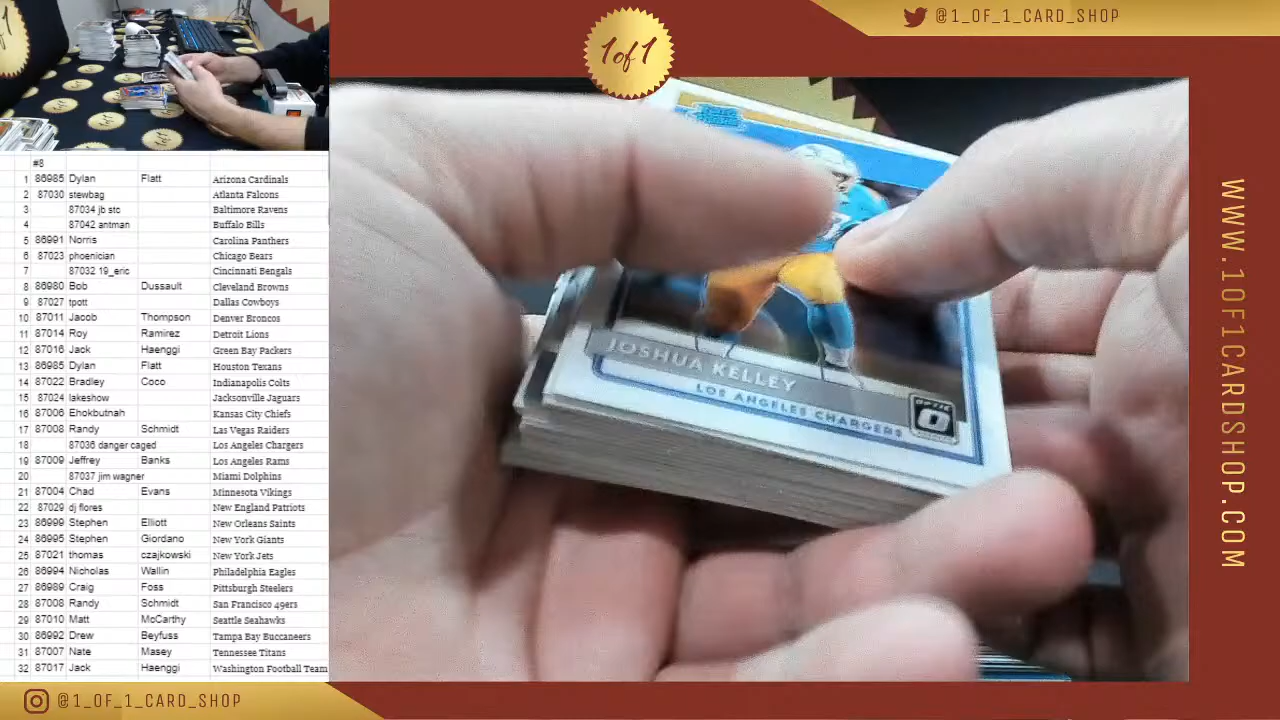 @1_OF_1_CARD_SHOP
1of1
#8
1 86985 Dylan Flatt Arizona Cardinals
2 87030 stewbag Atlanta Falcons
3 87034 jb stc Baltimore Ravens
4 87042 antman Buffalo Bills
5 86991 Norris Carolina Panthers
6 87023 phoenician Chicago Bears
7 87032 19_eric Cincinnati Bengals
8 86980 Bob Dussault Cleveland Browns
9 87027 tpott Dallas Cowboys
10 87011 Jacob Thompson Denver Broncos
11 87014 Roy Ramirez Detroit Lions
12 87016 Jack Haenggi Green Bay Packers
13 86985 Dylan Flatt Houston Texans
14 87022 Bradley Coco Indianapolis Colts
15 87024 lakeshow Jacksonville Jaguars
16 87006 Ehokbutnah Kansas City Chiefs
17 87008 Randy Schmidt Las Vegas Raiders
18 87036 danger caged Los Angeles Chargers
19 87009 Jeffrey Banks Los Angeles Rams
20 87037 jim wagner Miami Dolphins
21 87004 Chad Evans Minnesota Vikings
22 87029 dj flores New England Patriots
23 86999 Stephen Elliott New Orleans Saints
24 86995 Stephen Giordano New York Giants
25 87021 thomas czajkowski New York Jets
26 86994 Nicholas Wallin Philadelphia Eagles
27 86989 Craig Foss Pittsburgh Steelers
28 87008 Randy Schmidt San Francisco 49ers
29 87010 Matt McCarthy Seattle Seahawks
30 86992 Drew Beyfuss Tampa Bay Buccaneers
31 87007 Nate Masey Tennessee Titans
32 87017 Jack Haenggi Washington Football Team
JOSHUA KELLEY
LOS ANGELES CHARGERS
OPTIC
WWW.1OF1CARDSHOP.COM
@1_OF_1_CARD_SHOP